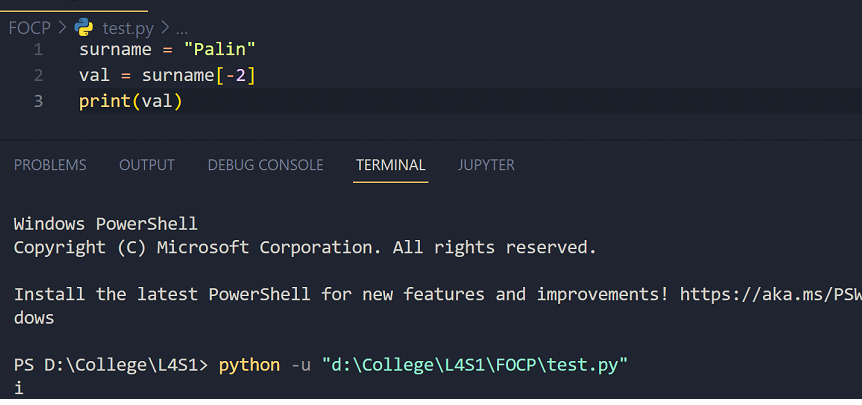 FOCP > test.py > ...
1 surname = "Palin"
2 val = surname[-2]
3 print(val)
PROBLEMS OUTPUT DEBUG CONSOLE TERMINAL JUPYTER
Windows PowerShell
Copyright (C) Microsoft Corporation. All rights reserved.
Install the latest PowerShell for new features and improvements! https://aka.ms/PSW
dows
PS D:\College\L4S1> python -u "d:\College\L4S1\FOCP\test.py"
i